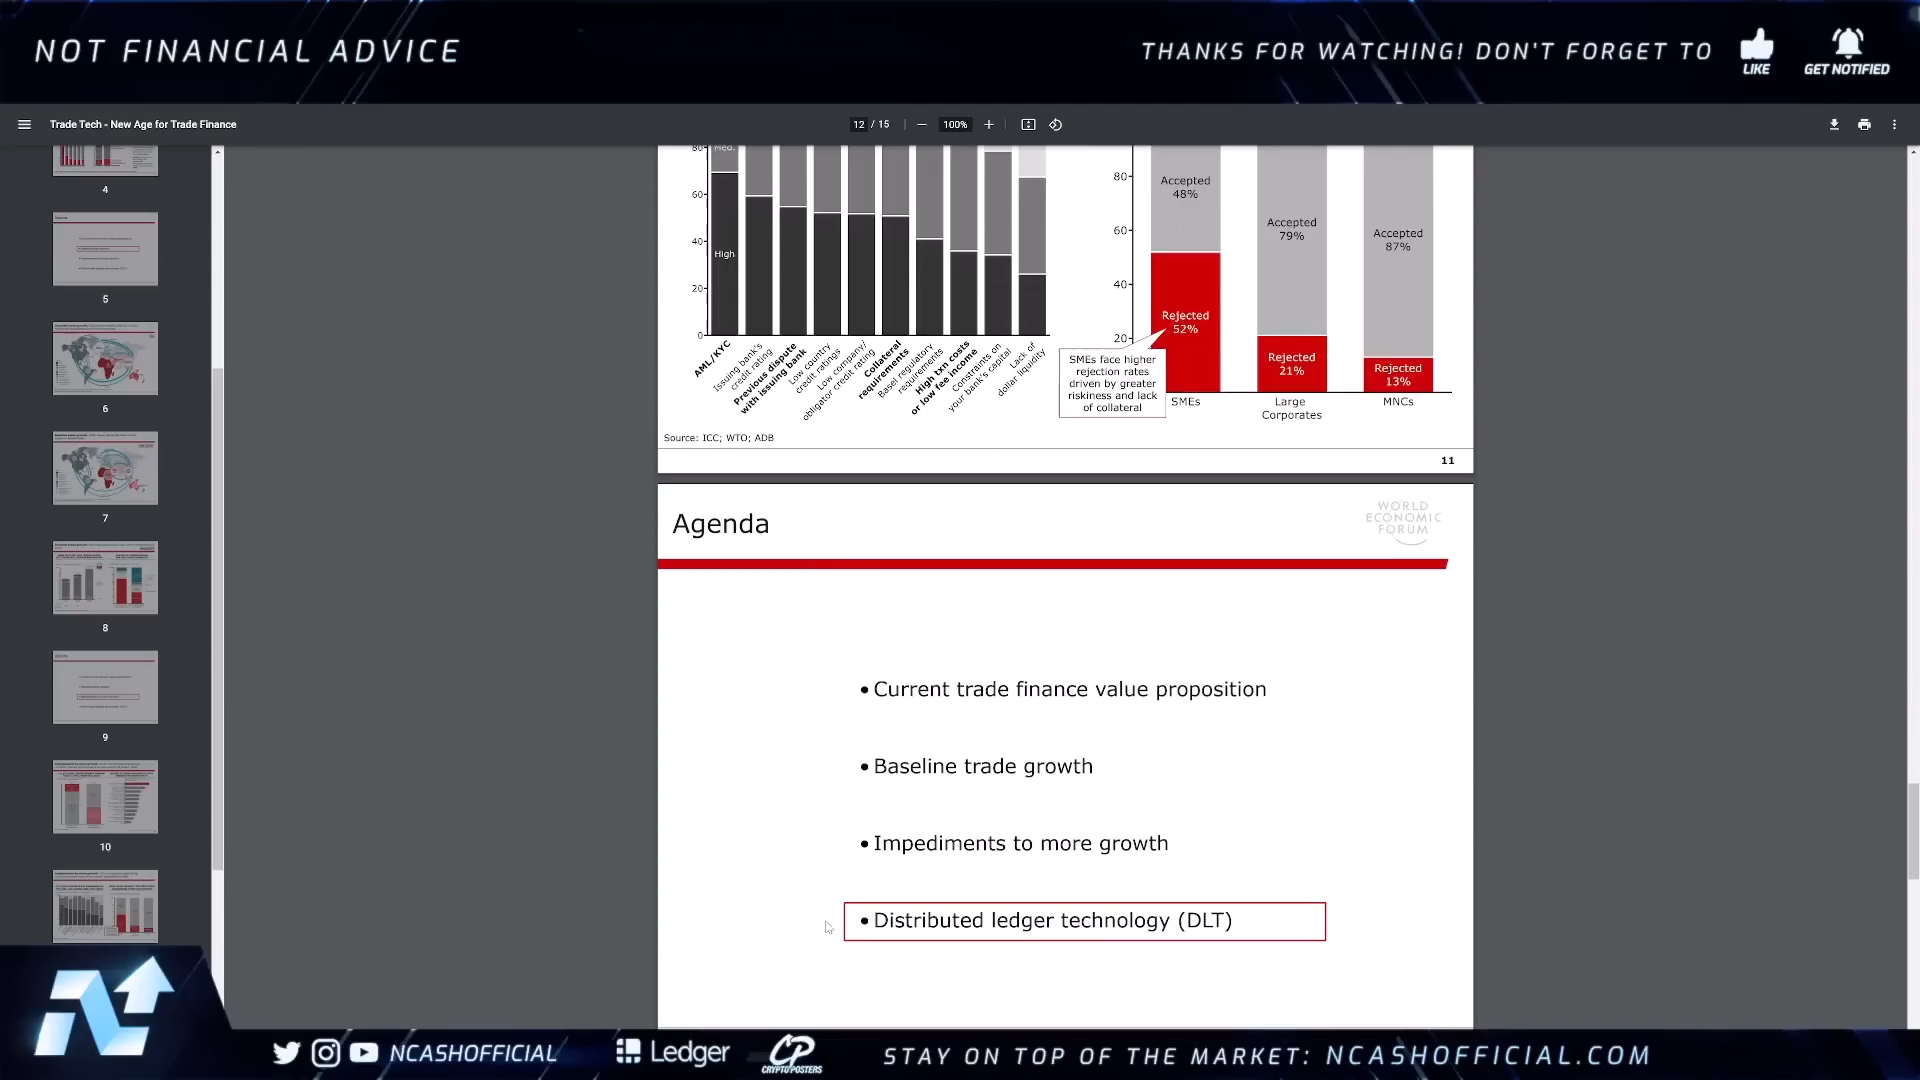 NOT FINANCIAL ADVICE
THANKS FOR WATCHING! DON'T FORGET TO
LIKE
GET NOTIFIED
Trade Tech - New Age for Trade Finance
12 / 15
100%
4
5
6
7
8
9
10
80
Med.
60
40
High
20
0
AML/KYC
Issuing bank's
credit rating
Previous dispute
with issuing bank
Low country
credit ratings
Low company/
obligator credit rating
Collateral
requirements
Basel regulatory
requirements
High txn costs
or low fee income
Constraints on
your bank's capital
Lack of
dollar liquidity
80
60
40
20
Accepted
48%
Rejected
52%
Accepted
79%
Rejected
21%
Accepted
87%
Rejected
13%
SMEs face higher
rejection rates
driven by greater
riskiness and lack
of collateral
SMEs
Large
Corporates
MNCs
Source: ICC; WTO; ADB
11
Agenda
WORLD
ECONOMIC
FORUM
• Current trade finance value proposition
• Baseline trade growth
• Impediments to more growth
• Distributed ledger technology (DLT)
NCASHOFFICIAL
Ledger
CP
CRYPTOPOSTERS
STAY ON TOP OF THE MARKET: NCASHOFFICIAL.COM